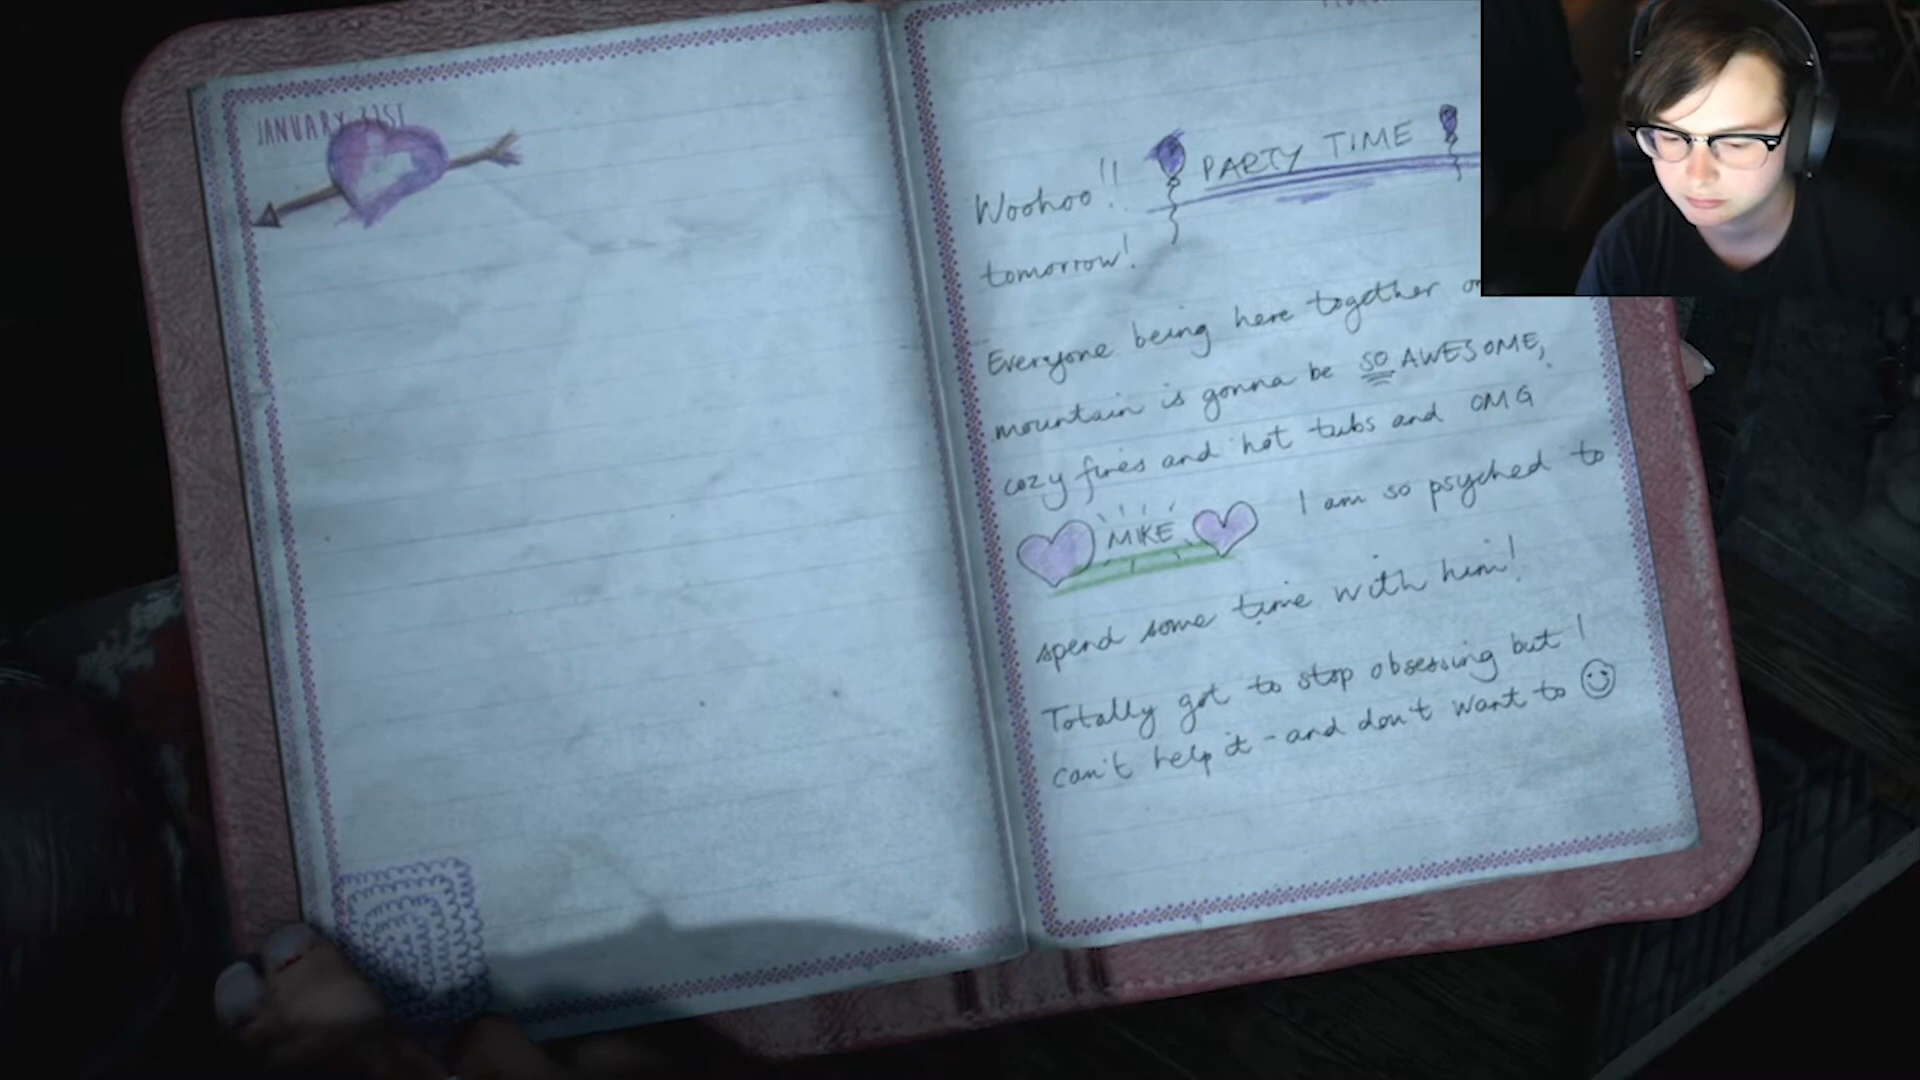 JANUARY 31ST
Woohoo!! PARTY TIME
tomorrow!
Everyone being here together
mountain is gonna be SO AWESOME,
cozy fires and hot tubs and OMG
MIKE I am so psyched to
spend some time with him!
Totally got to stop obsessing but I
can't help it - and don't want to